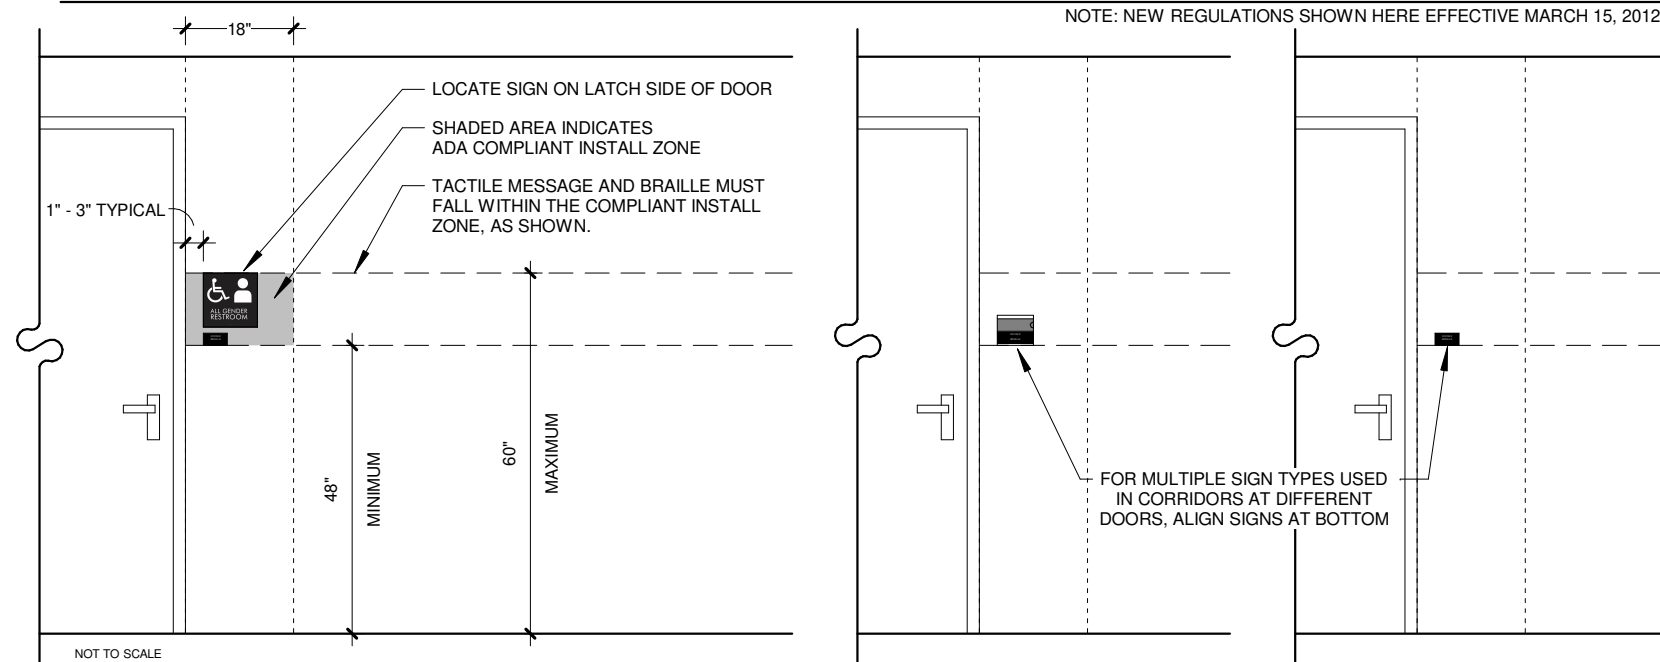 NOTE: NEW REGULATIONS SHOWN HERE EFFECTIVE MARCH 15, 2012
18"
LOCATE SIGN ON LATCH SIDE OF DOOR
SHADED AREA INDICATES
ADA COMPLIANT INSTALL ZONE
TACTILE MESSAGE AND BRAILLE MUST
FALL WITHIN THE COMPLIANT INSTALL
ZONE, AS SHOWN.
1" - 3" TYPICAL
ALL GENDER
RESTROOM
48"
MINIMUM
60"
MAXIMUM
FOR MULTIPLE SIGN TYPES USED
IN CORRIDORS AT DIFFERENT
DOORS, ALIGN SIGNS AT BOTTOM
NOT TO SCALE